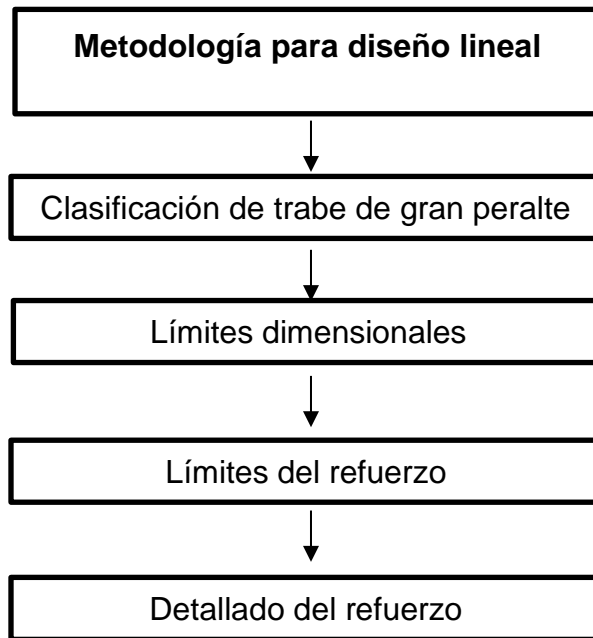 Metodología para diseño lineal
Clasificación de trabe de gran peralte
Límites dimensionales
Límites del refuerzo
Detallado del refuerzo